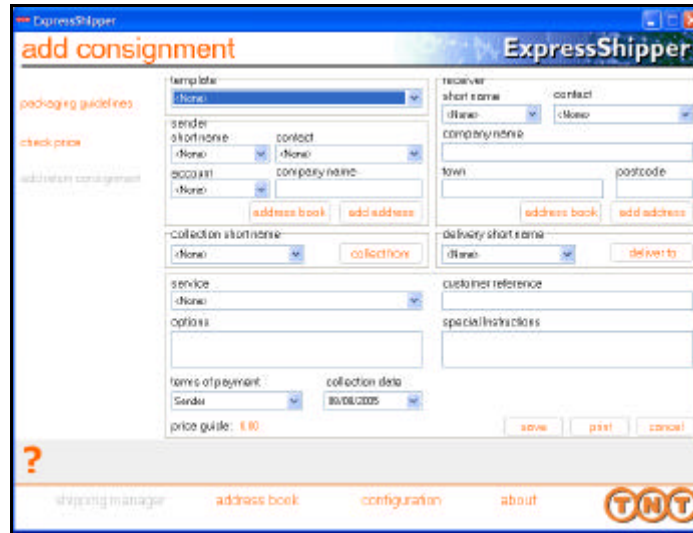 ExpressShipper
add consignment
ExpressShipper
packaging guidelines
check price
add return consignment
template
<None>
sender
short name contact
<None> <None>
account company name
<None>
address book add address
receiver
short name contact
<None> <None>
company name
town postcode
address book add address
collection short name
<None> collect from
delivery short name
<None> deliver to
service
<None>
options
customer reference
special instructions
terms of payment collection date
Sender
price guide: 0.00
save print cancel
?
shipping manager address book configuration about
TNT